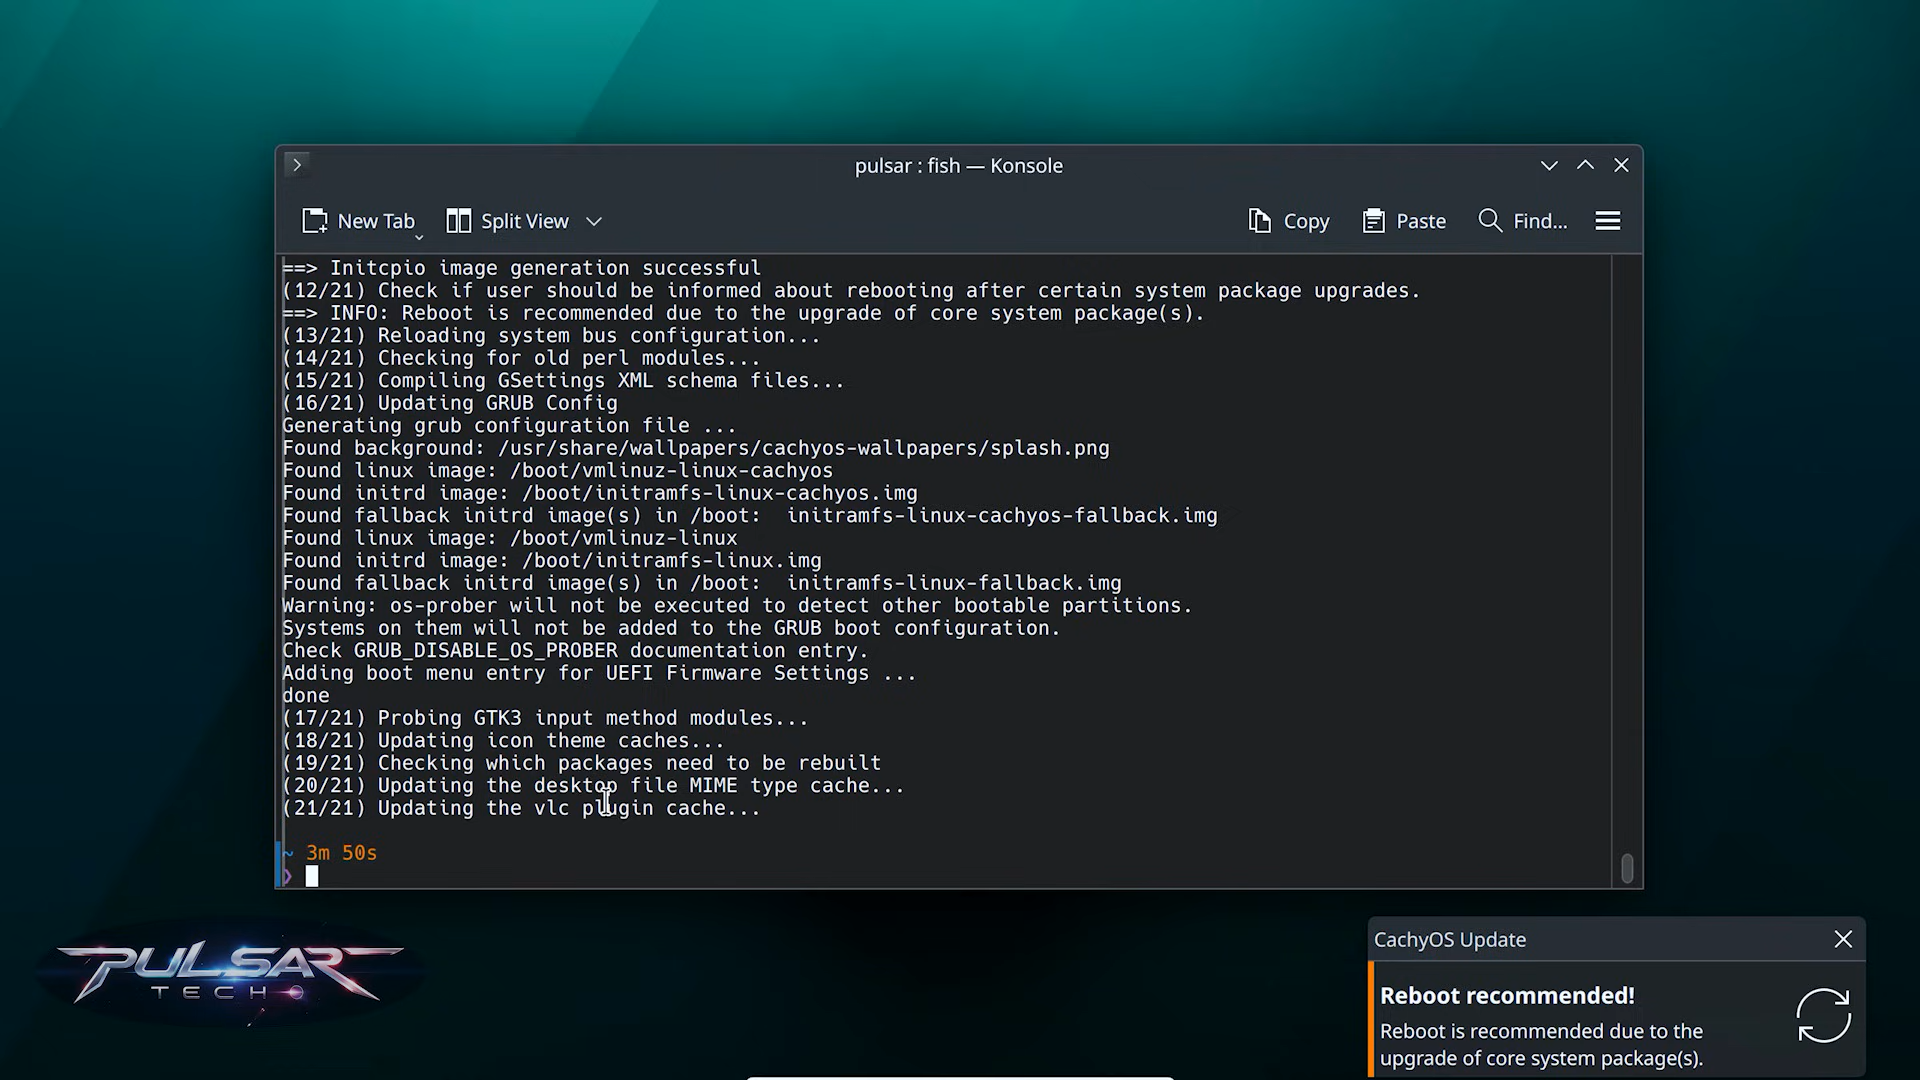 pulsar : fish — Konsole
New Tab
Split View
Copy
Paste
Find...
==> Initcpio image generation successful
(12/21) Check if user should be informed about rebooting after certain system package upgrades.
==> INFO: Reboot is recommended due to the upgrade of core system package(s).
(13/21) Reloading system bus configuration...
(14/21) Checking for old perl modules...
(15/21) Compiling GSettings XML schema files...
(16/21) Updating GRUB Config
Generating grub configuration file ...
Found background: /usr/share/wallpapers/cachyos-wallpapers/splash.png
Found linux image: /boot/vmlinuz-linux-cachyos
Found initrd image: /boot/initramfs-linux-cachyos.img
Found fallback initrd image(s) in /boot:  initramfs-linux-cachyos-fallback.img
Found linux image: /boot/vmlinuz-linux
Found initrd image: /boot/initramfs-linux.img
Found fallback initrd image(s) in /boot:  initramfs-linux-fallback.img
Warning: os-prober will not be executed to detect other bootable partitions.
Systems on them will not be added to the GRUB boot configuration.
Check GRUB_DISABLE_OS_PROBER documentation entry.
Adding boot menu entry for UEFI Firmware Settings ...
done
(17/21) Probing GTK3 input method modules...
(18/21) Updating icon theme caches...
(19/21) Checking which packages need to be rebuilt
(20/21) Updating the desktop file MIME type cache...
(21/21) Updating the vlc plugin cache...
~ 3m 50s
❯
PULSAR
TECH
CachyOS Update
Reboot recommended!
Reboot is recommended due to the
upgrade of core system package(s).